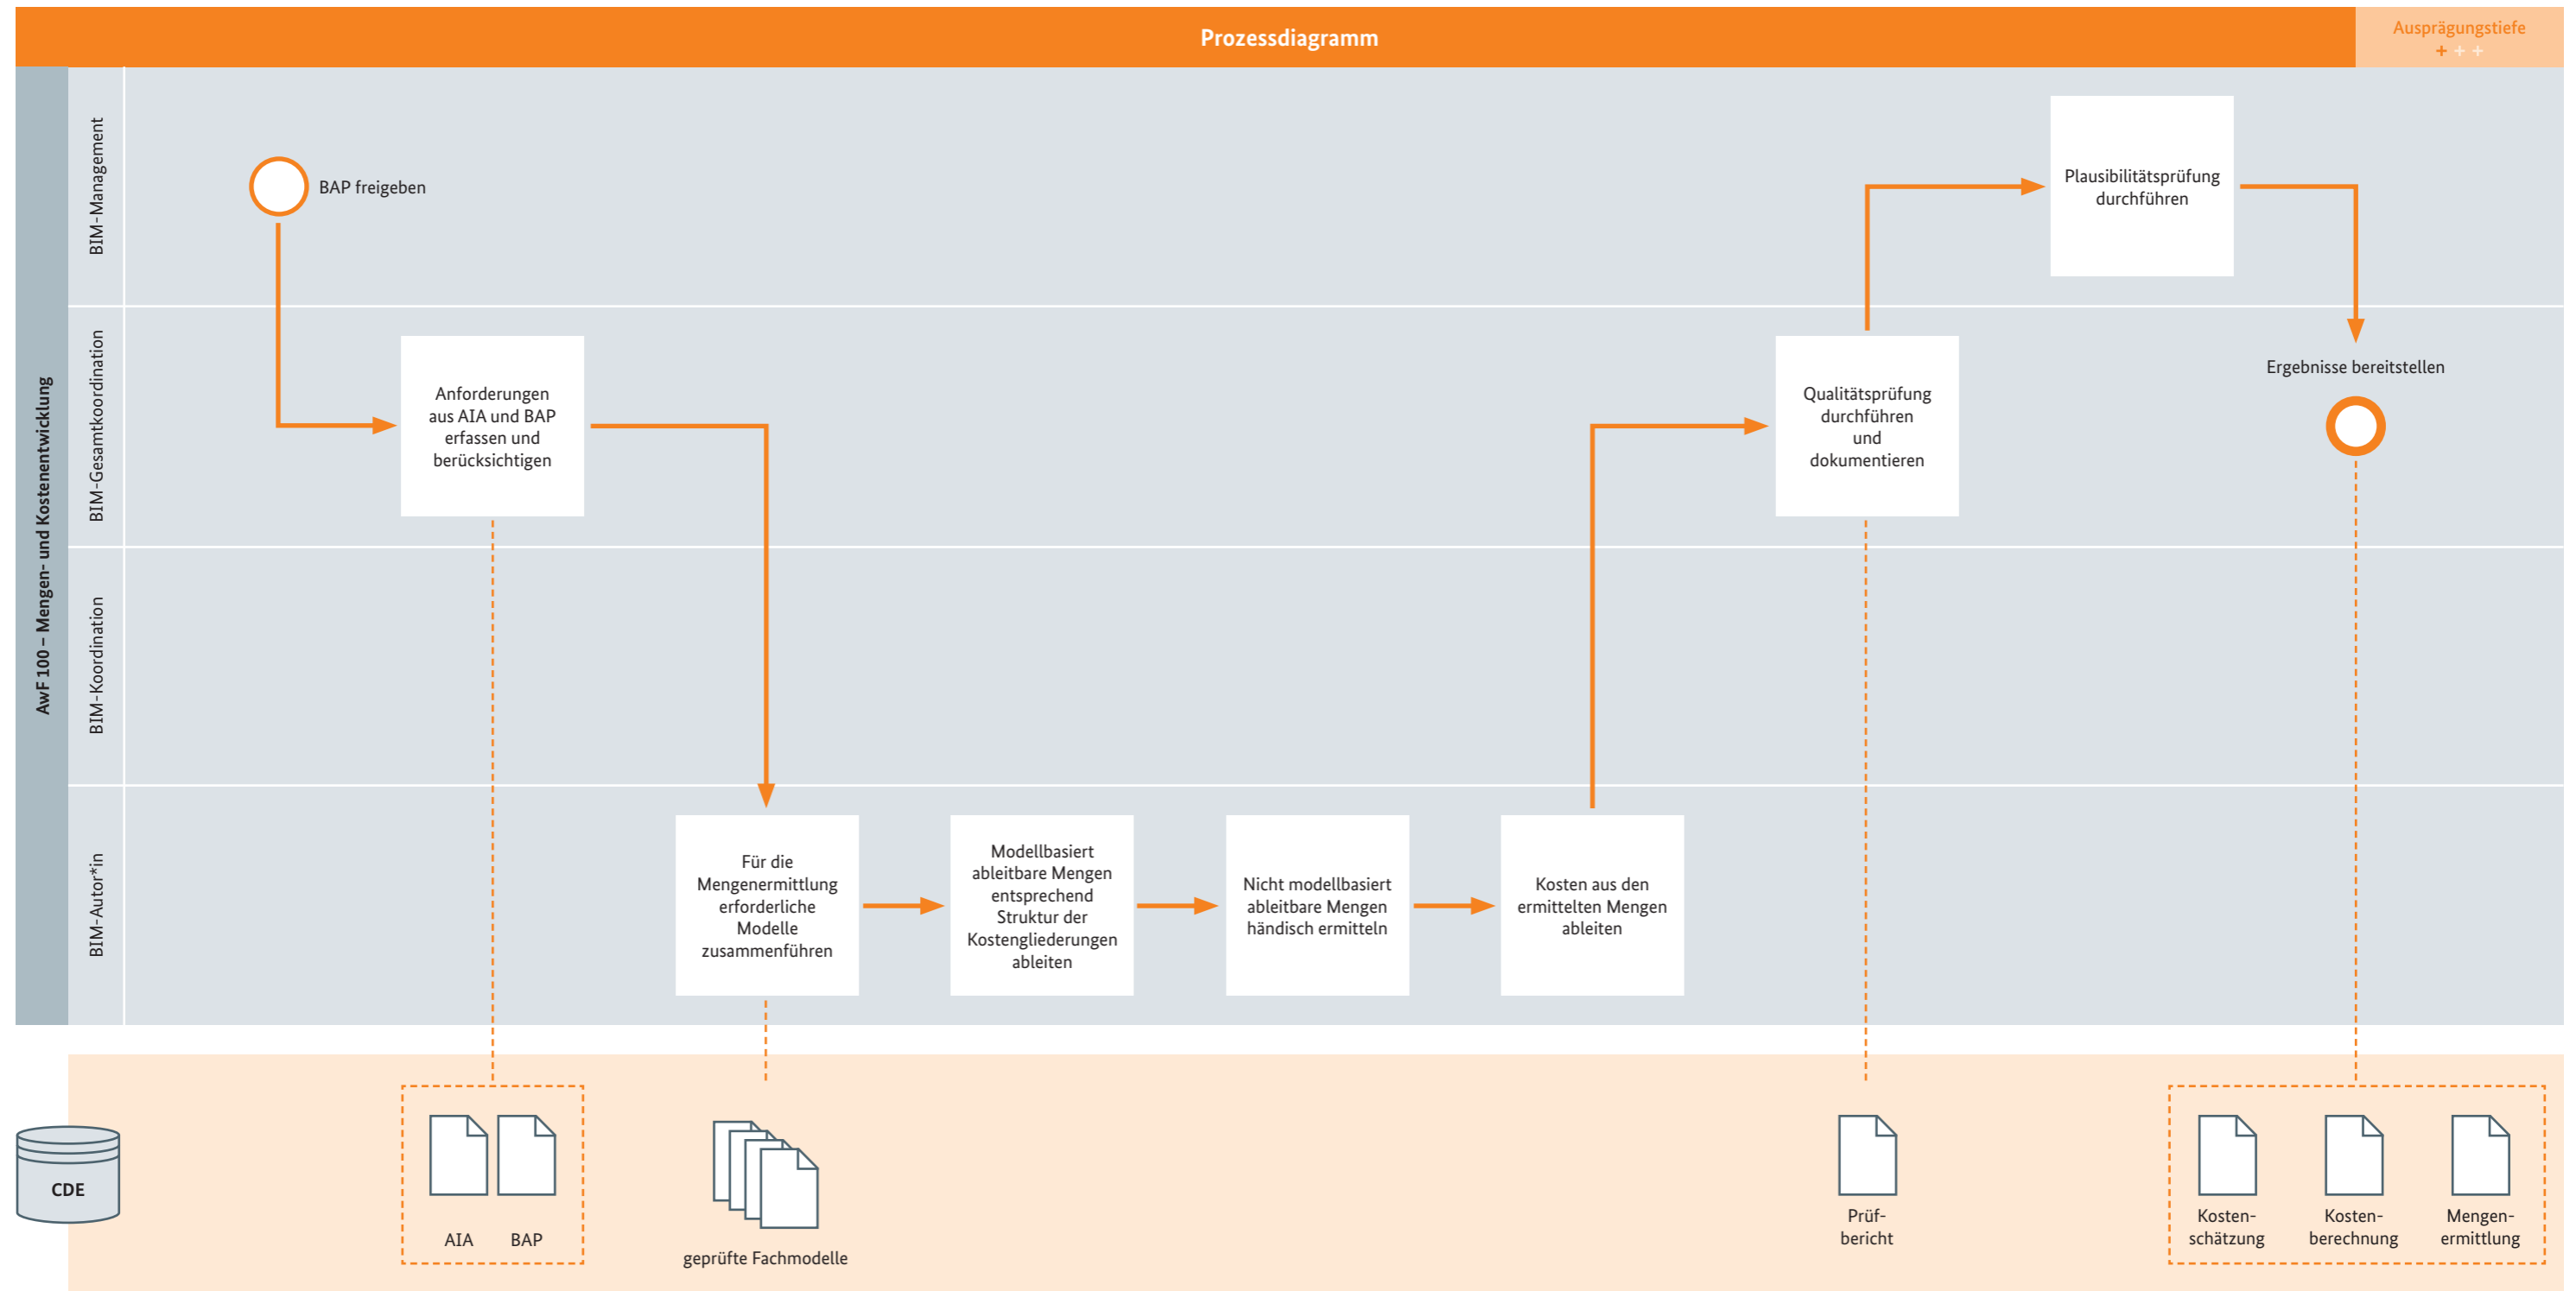 Prozessdiagramm
Ausprägungstiefe
+ + +
AwF 100 – Mengen- und Kostenentwicklung
BIM-Management
BAP freigeben
Plausibilitätsprüfung
durchführen
BIM-Gesamtkoordination
Anforderungen
aus AIA und BAP
erfassen und
berücksichtigen
Qualitätsprüfung
durchführen
und
dokumentieren
Ergebnisse bereitstellen
BIM-Koordination
BIM-Autor*in
Für die
Mengenermittlung
erforderliche
Modelle
zusammenführen
Modellbasiert
ableitbare Mengen
entsprechend
Struktur der
Kostengliederungen
ableiten
Nicht modellbasiert
ableitbare Mengen
händisch ermitteln
Kosten aus den
ermittelten Mengen
ableiten
CDE
AIA
BAP
geprüfte Fachmodelle
Prüf-
bericht
Kosten-
schätzung
Kosten-
berechnung
Mengen-
ermittlung